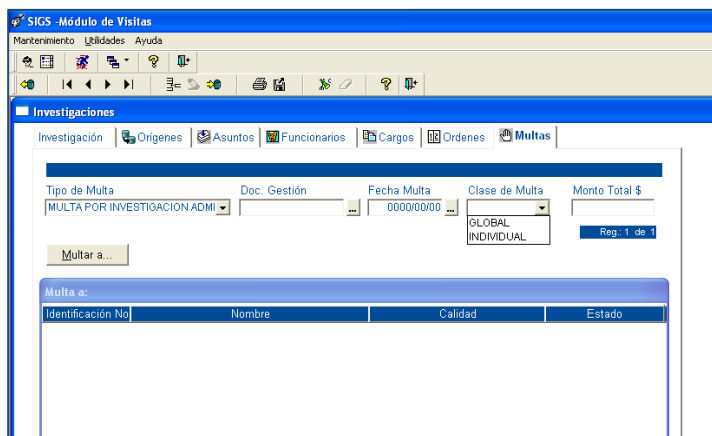 SIGS -Módulo de Visitas
Mantenimiento Utilidades Ayuda
Investigaciones
Investigación Orígenes Asuntos Funcionarios Cargos Ordenes Multas
Tipo de Multa Doc. Gestión Fecha Multa Clase de Multa Monto Total $
MULTA POR INVESTIGACION ADMI ... 0000/00/00 ...
GLOBAL
INDIVIDUAL
Reg.: 1 de 1
Multar a...
Multa a:
Identificación No Nombre Calidad Estado